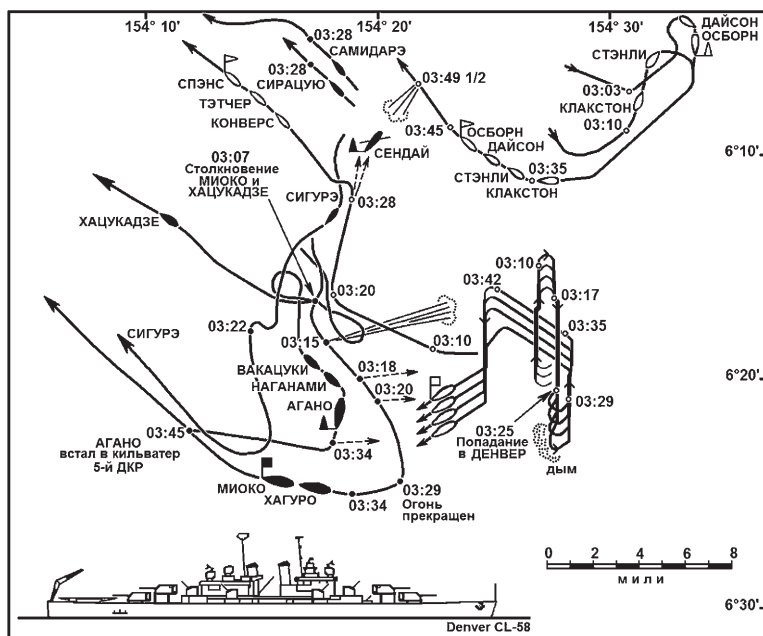 154° 10'
154° 20'
154° 30'
ДАЙСОН
ОСБОРН
03:28
САМИДАРЭ
СТЭНЛИ
03:28
СИРАЦУЮ
СПЭНС
ТЭТЧЕР
КОНВЕРС
03:49 1/2
03:03
КЛАКСТОН
03:10
03:45
ОСБОРН
ДАЙСОН
СЕНДАЙ
СТЭНЛИ
03:35
КЛАКСТОН
6°10'
03:07
Столкновение
МИОКО и
ХАЦУКАДЗЕ
СИГУРЭ
03:28
ХАЦУКАДЗЕ
03:10
03:42
03:17
03:20
03:22
03:35
СИГУРЭ
03:15
03:10
ВАКАЦУКИ
НАГАНАМИ
03:18
03:20
6°20'
АГАНО
03:29
03:25
Попадание
в ДЕНВЕР
дым
АГАНО
встал в кильватер
5-й ДКР
03:45
03:34
МИОКО
ХАГУРО
03:34
03:29
Огонь
прекращен
0 2 4 6 8
мили
6°30'
Denver CL-58